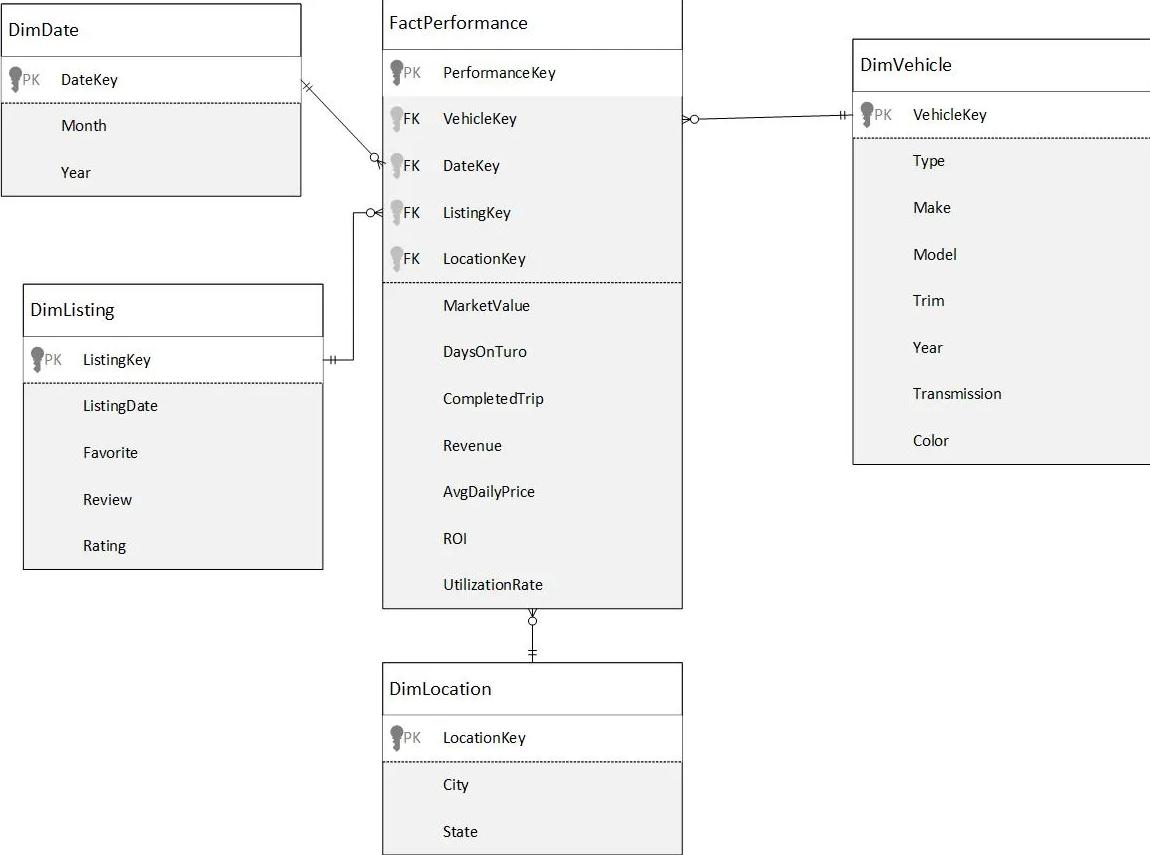 DimDate
PK DateKey
Month
Year
FactPerformance
PK PerformanceKey
FK VehicleKey
FK DateKey
FK ListingKey
FK LocationKey
MarketValue
DaysOnTuro
CompletedTrip
Revenue
AvgDailyPrice
ROI
UtilizationRate
DimVehicle
PK VehicleKey
Type
Make
Model
Trim
Year
Transmission
Color
DimListing
PK ListingKey
ListingDate
Favorite
Review
Rating
DimLocation
PK LocationKey
City
State